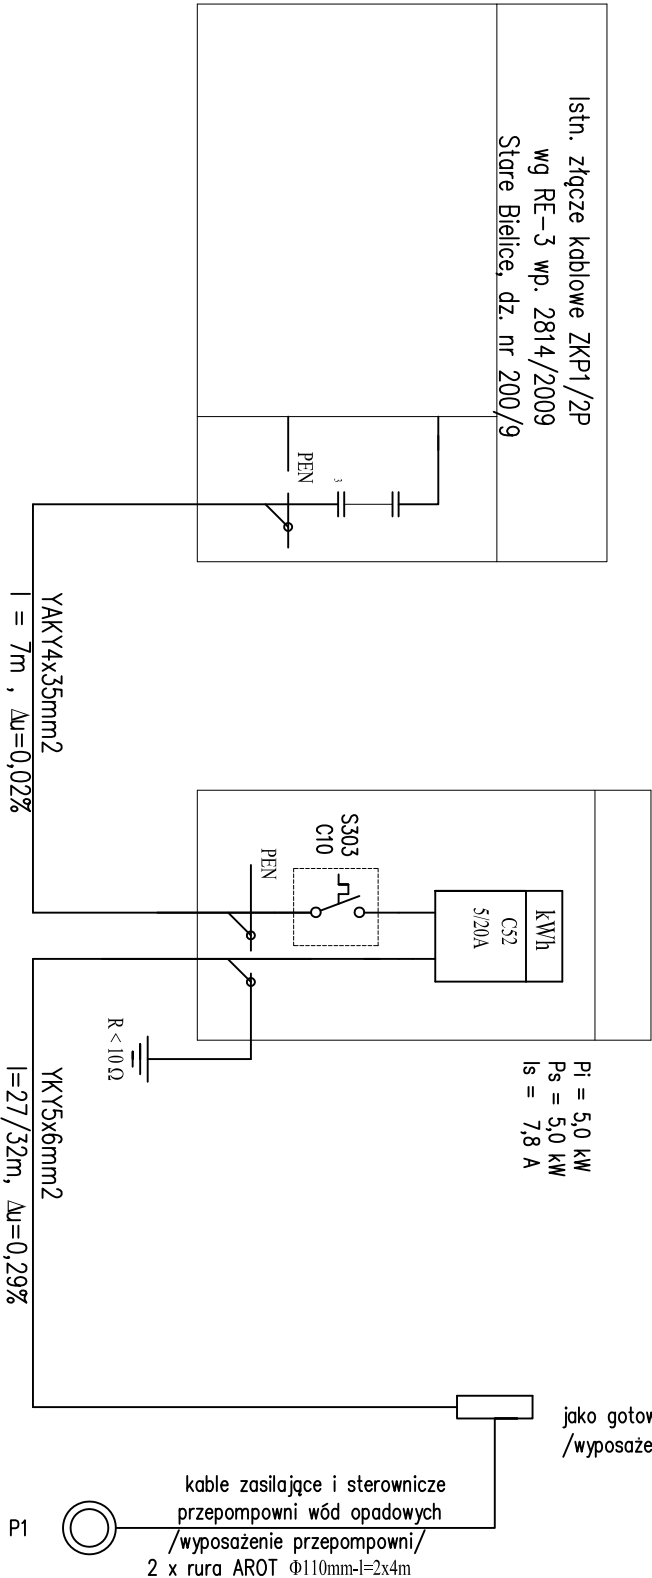 Istn. złącze kablowe ZKP1/2P
wg RE-3 wp. 2814/2009
Stare Bielice, dz. nr 200/9
PEN
3
YAKY4x35mm2
l = 7m , Δu=0,02%
kWh
C52
5/20A
S303
C10
PEN
R < 10 Ω
Pi = 5,0 kW
Ps = 5,0 kW
Is = 7,8 A
YKY5x6mm2
l=27/32m, Δu=0,29%
jako gotow
/wyposaże
kable zasilające i sterownicze
przepompowni wód opadowych
/wyposażenie przepompowni/
2 x rura AROT Φ110mm-l=2x4m
P1